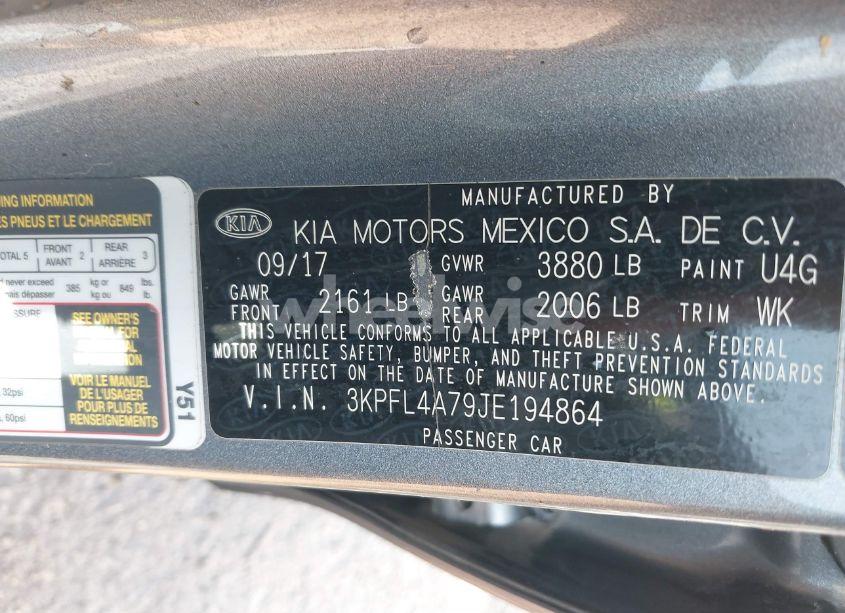 ING INFORMATION
ES PNEUS ET LE CHARGEMENT
OTAL 5 FRONT AVANT 2 REAR ARRIÈRE 3
never exceed 385 kg or 849 lbs.
dépasser kg ou lb.
SEE OWNER'S
VOIR LE MANUEL
DE L'USAGER
POUR PLUS DE
RENSEIGNEMENTS
32psi
, 60psi
Y51
MANUFACTURED BY
KIA KIA MOTORS MEXICO S.A. DE C.V.
09/17 GVWR 3880 LB PAINT U4G
GAWR FRONT 2161 LB GAWR REAR 2006 LB TRIM WK
THIS VEHICLE CONFORMS TO ALL APPLICABLE U.S.A. FEDERAL
MOTOR VEHICLE SAFETY, BUMPER, AND THEFT PREVENTION STANDARDS
IN EFFECT ON THE DATE OF MANUFACTURE SHOWN ABOVE.
V.I.N. 3KPFL4A79JE194864
PASSENGER CAR
wheelwise